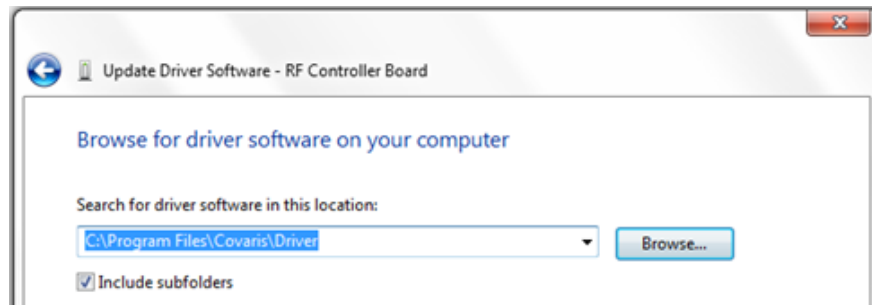 Update Driver Software - RF Controller Board
Browse for driver software on your computer
Search for driver software in this location:
C:\Program Files\Covaris\Driver
Browse...
Include subfolders